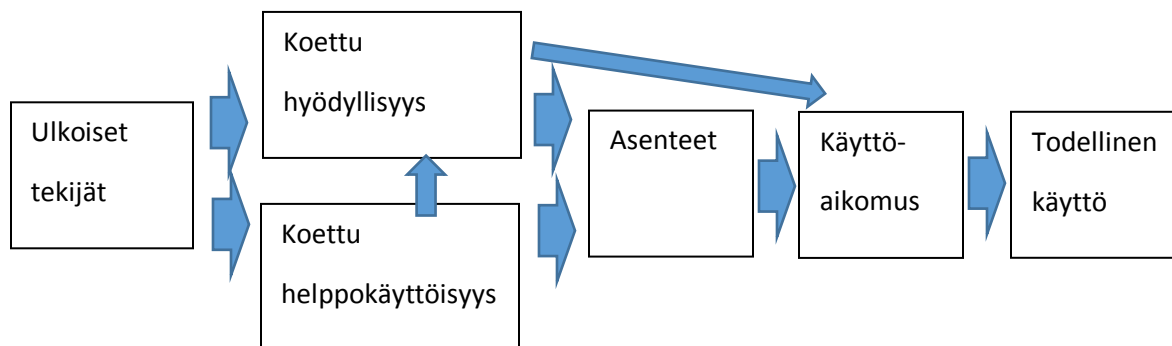 Koettu
hyödyllisyys
Ulkoiset
tekijät
Koettu
helppokäyttöisyys
Asenteet
Käyttö-
aikomus
Todellinen
käyttö